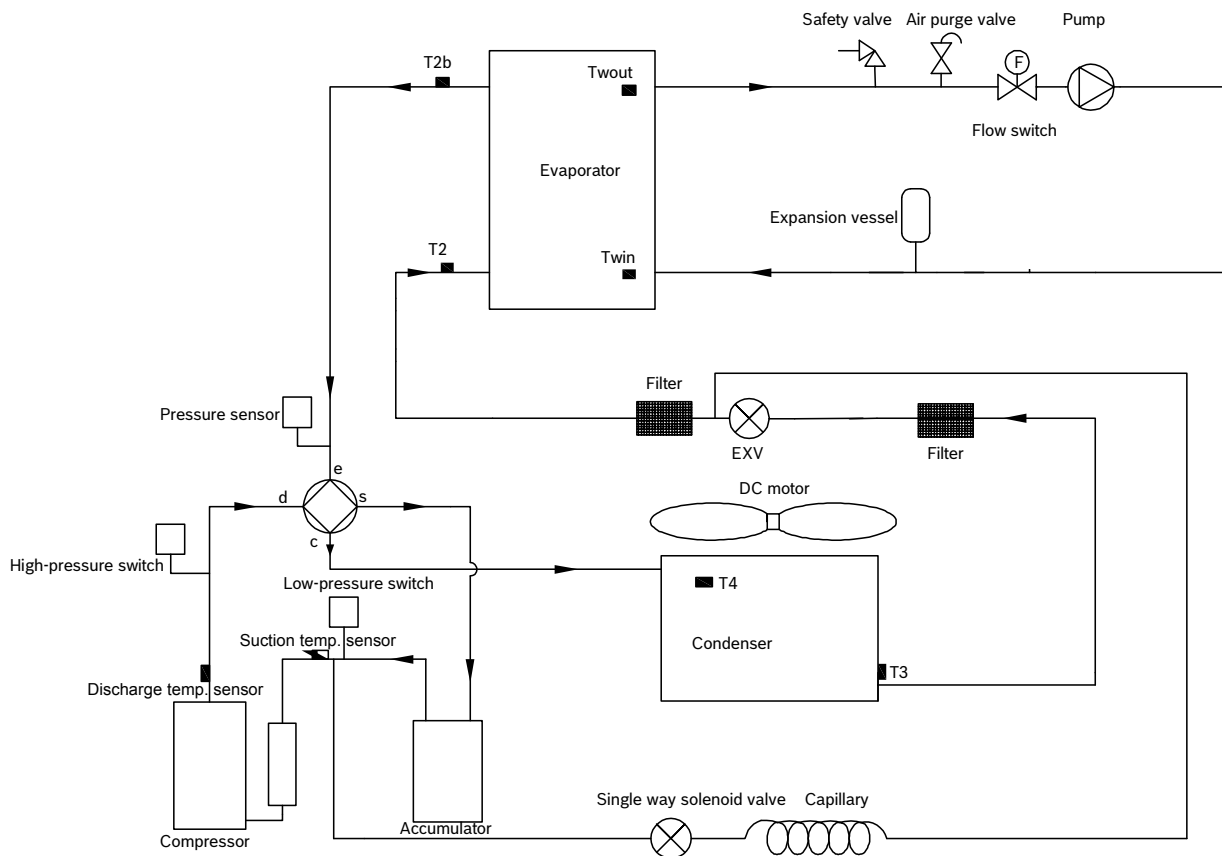 Safety valve
Air purge valve
Pump
T2b
Twout
F
Flow switch
Evaporator
Expansion vessel
T2
Twin
Filter
Pressure sensor
EXV
Filter
e
DC motor
d
s
c
High-pressure switch
Low-pressure switch
T4
Suction temp. sensor
Condenser
T3
Discharge temp. sensor
Single way solenoid valve
Capillary
Accumulator
Compressor